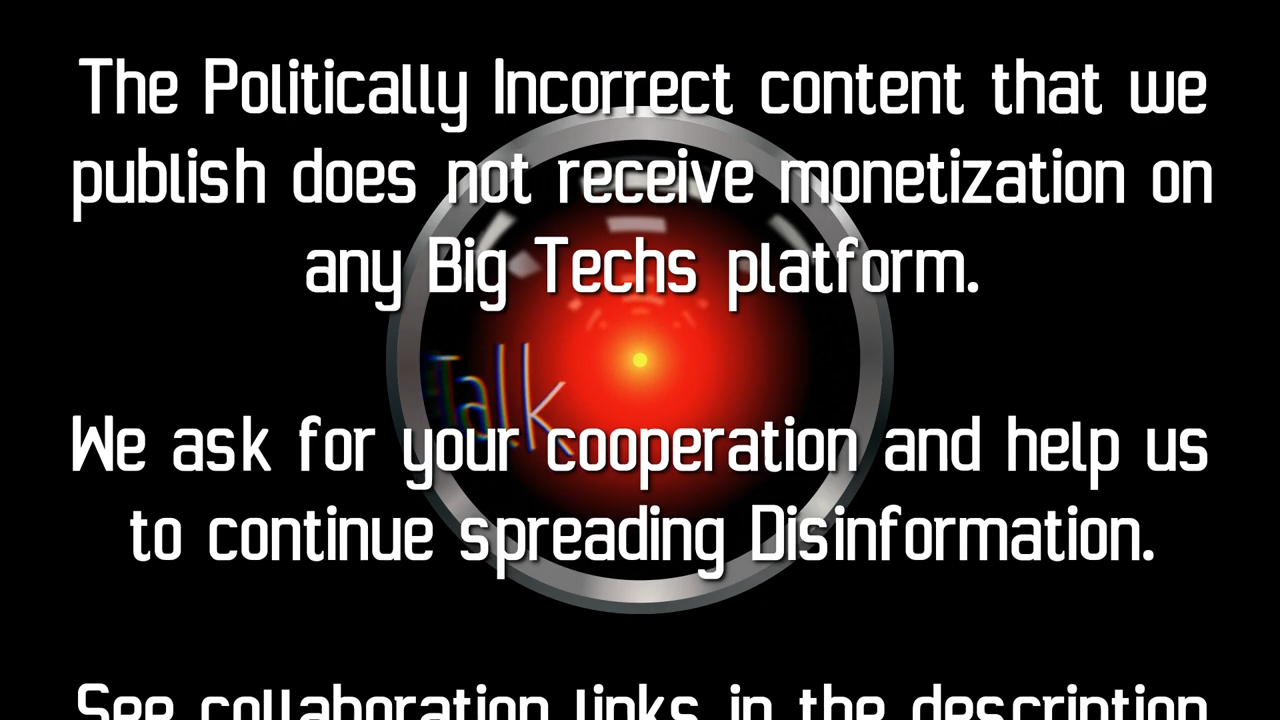 The Politically Incorrect content that we
publish does not receive monetization on
any Big Techs platform.
Talk
We ask for your cooperation and help us
to continue spreading Disinformation.
See collaboration links in the description